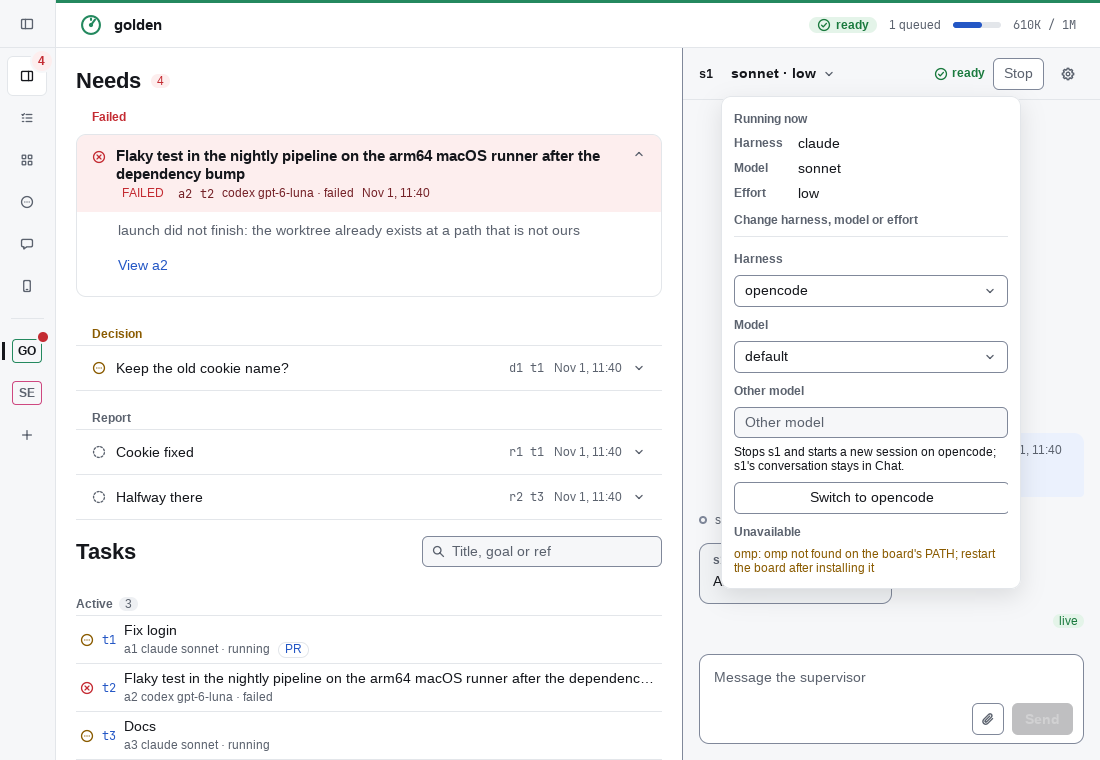 golden
ready
1 queued
610K / 1M
4
GO
SE
Needs 4
Failed
Flaky test in the nightly pipeline on the arm64 macOS runner after the
dependency bump
FAILED a2 t2 codex gpt-6-luna · failed Nov 1, 11:40
launch did not finish: the worktree already exists at a path that is not ours
View a2
Decision
Keep the old cookie name? d1 t1 Nov 1, 11:40
Report
Cookie fixed r1 t1 Nov 1, 11:40
Halfway there r2 t3 Nov 1, 11:40
Tasks
Title, goal or ref
Active 3
t1 Fix login
a1 claude sonnet · running PR
t2 Flaky test in the nightly pipeline on the arm64 macOS runner after the dependenc…
a2 codex gpt-6-luna · failed
t3 Docs
a3 claude sonnet · running
s1 sonnet · low
ready
Stop
Running now
Harness claude
Model sonnet
Effort low
Change harness, model or effort
Harness
opencode
Model
default
Other model
Other model
Stops s1 and starts a new session on opencode;
s1's conversation stays in Chat.
Switch to opencode
Unavailable
omp: omp not found on the board's PATH; restart
the board after installing it
1, 11:40
s
s
A
live
Message the supervisor
Send